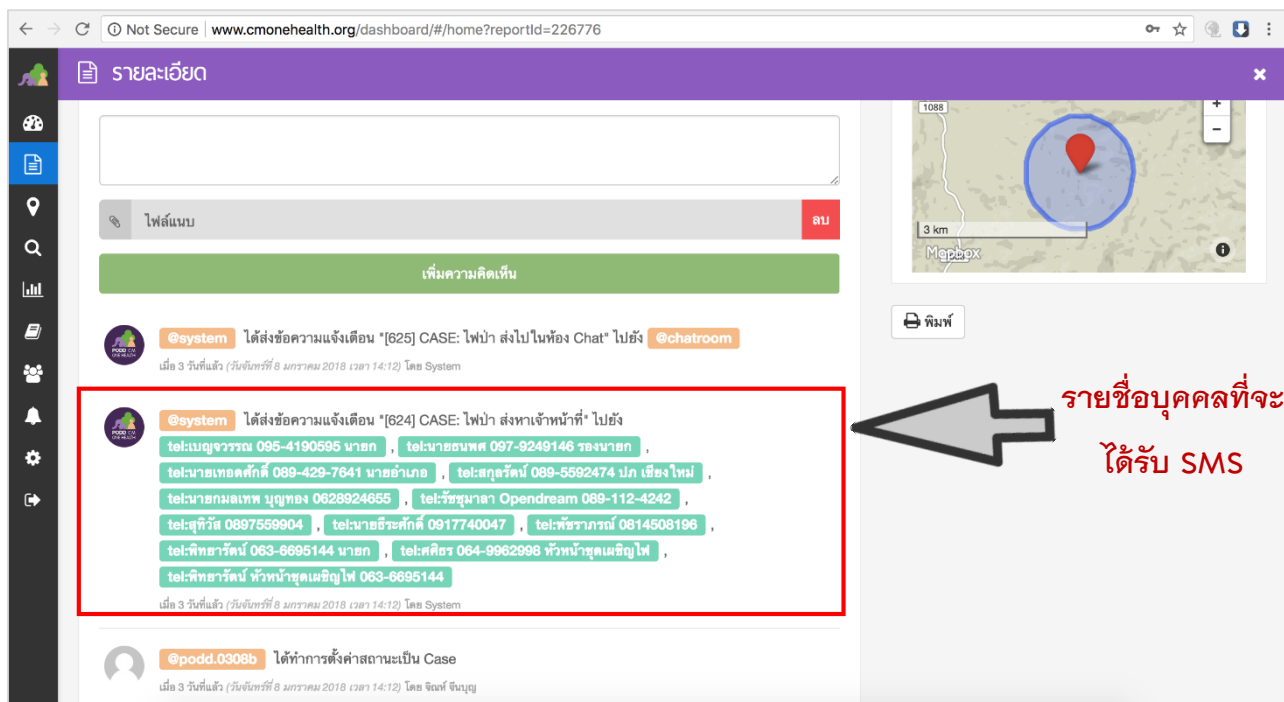 Not Secure | www.cmonehealth.org/dashboard/#/home?reportId=226776
รายละเอียด
1088
+
-
3 km
Mapbox
ไฟล์แนบ
ลบ
เพิ่มความคิดเห็น
พิมพ์
@system ได้ส่งข้อความแจ้งเตือน "[625] CASE: ไฟป่า ส่งไปในห้อง Chat" ไปยัง @chatroom
เมื่อ 3 วันที่แล้ว (วันจันทร์ที่ 8 มกราคม 2018 เวลา 14:12) โดย System
รายชื่อบุคคลที่จะ
ได้รับ SMS
@system ได้ส่งข้อความแจ้งเตือน "[624] CASE: ไฟป่า ส่งหาเจ้าหน้าที่" ไปยัง
tel:เบญจวรรณ 095-4190595 นายก , tel:นายธนพศ 097-9249146 รองนายก ,
tel:นายเทอดศักดิ์ 089-429-7641 นายอำเภอ , tel:สกุลรัตน์ 089-5592474 ปภ เชียงใหม่ ,
tel:นายกมลเทพ บุญทอง 0628924655 , tel:รัชชุมาลา Opendream 089-112-4242 ,
tel:สุทิวัส 0897559904 , tel:นายธีระศักดิ์ 0917740047 , tel:พัชราภรณ์ 0814508196 ,
tel:พิทยารัตน์ 063-6695144 นายก , tel:ศศิธร 064-9962998 หัวหน้าชุดเผชิญไฟ ,
tel:พิทยารัตน์ หัวหน้าชุดเผชิญไฟ 063-6695144
เมื่อ 3 วันที่แล้ว (วันจันทร์ที่ 8 มกราคม 2018 เวลา 14:12) โดย System
@podd.0308b ได้ทำการตั้งค่าสถานะเป็น Case
เมื่อ 3 วันที่แล้ว (วันจันทร์ที่ 8 มกราคม 2018 เวลา 14:12) โดย จิณห์ จีนบุญ